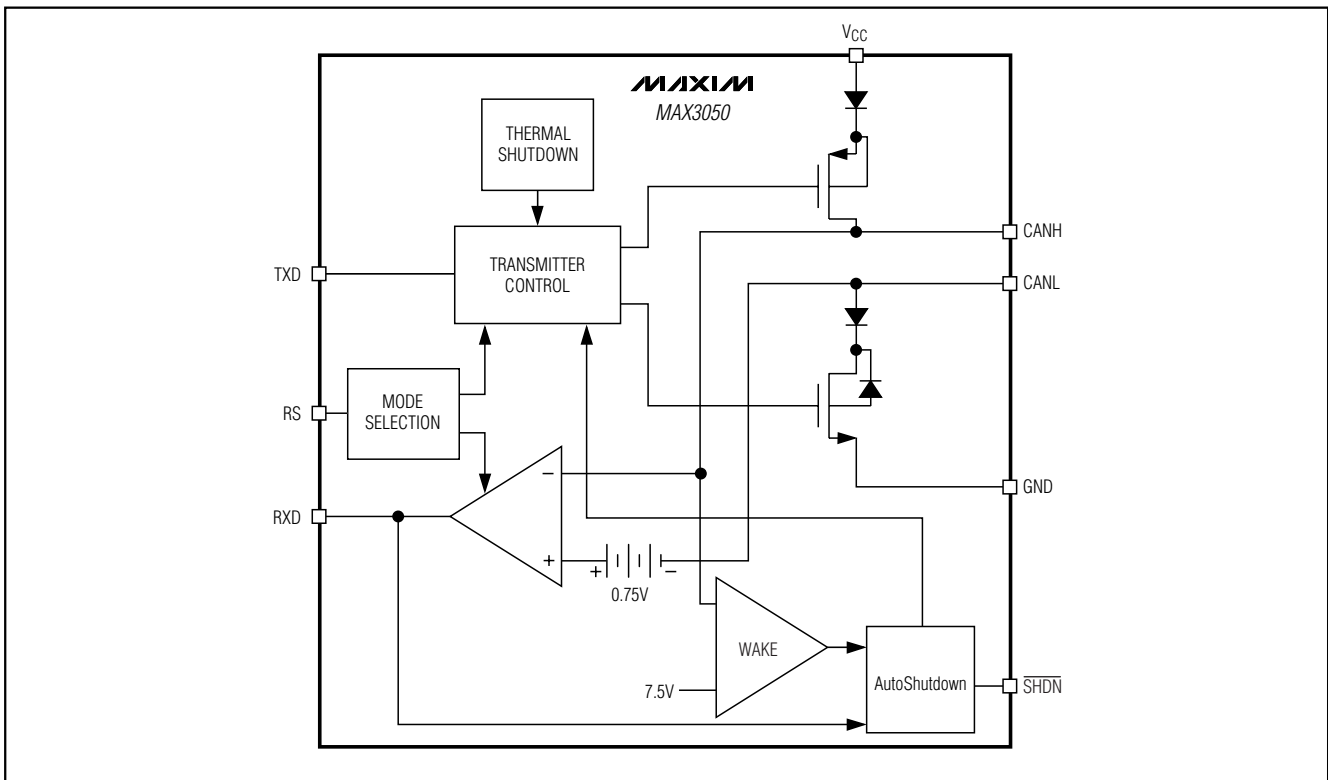 VCC
MAXIM
MAX3050
THERMAL
SHUTDOWN
CANH
TRANSMITTER
CONTROL
TXD
CANL
MODE
SELECTION
RS
−
GND
RXD
+
+ −
0.75V
WAKE
7.5V
AutoShutdown
SHDN